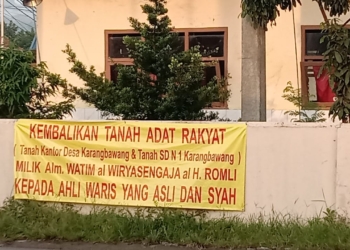 KEMBALIKAN TANAH ADAT RAKYAT
( Tanah Kantor Desa Karangbawang & Tanah SD N 1 Karangbawang )
MILIK Alm. WATIM al WIRYASENGAJA al H. ROMLI
KEPADA AHLI WARIS YANG ASLI DAN SYAH